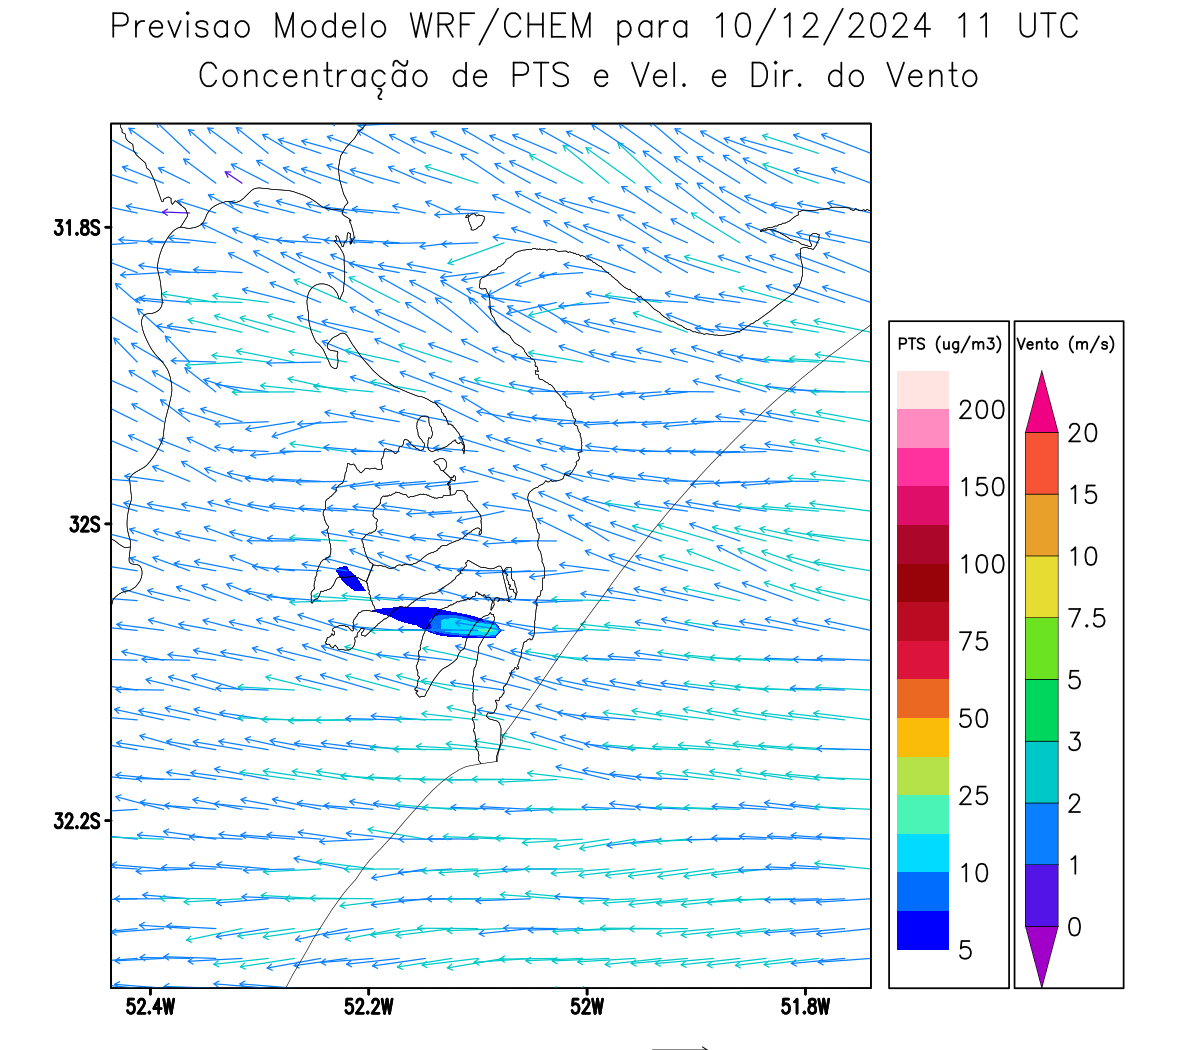 Previsao Modelo WRF/CHEM para 10/12/2024 11 UTC
Concentração de PTS e Vel. e Dir. do Vento
31.8S
32S
32.2S
52.4W 52.2W 52W 51.8W
PTS (ug/m3)
200
150
100
75
50
25
10
5
Vento (m/s)
20
15
10
7.5
5
3
2
1
0